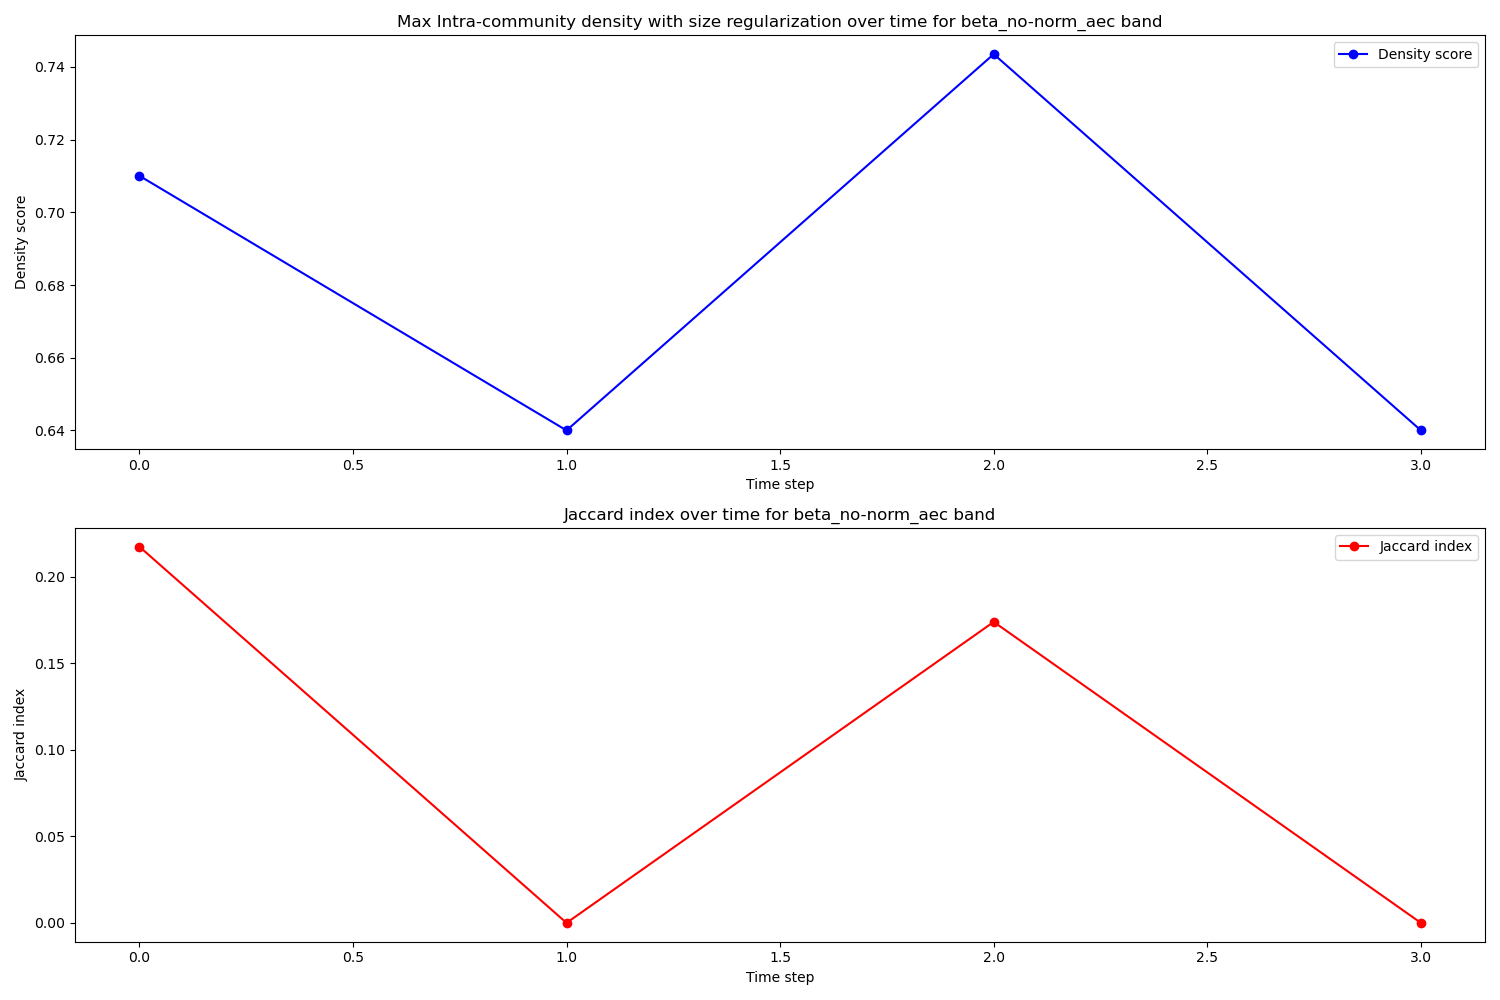 Max Intra-community density with size regularization over time for beta_no-norm_aec band
Density score
0.74
0.72
0.70
0.68
0.66
0.64
Density score
0.0 0.5 1.0 1.5 2.0 2.5 3.0
Time step
Jaccard index over time for beta_no-norm_aec band
Jaccard index
0.20
0.15
0.10
0.05
0.00
Jaccard index
0.0 0.5 1.0 1.5 2.0 2.5 3.0
Time step